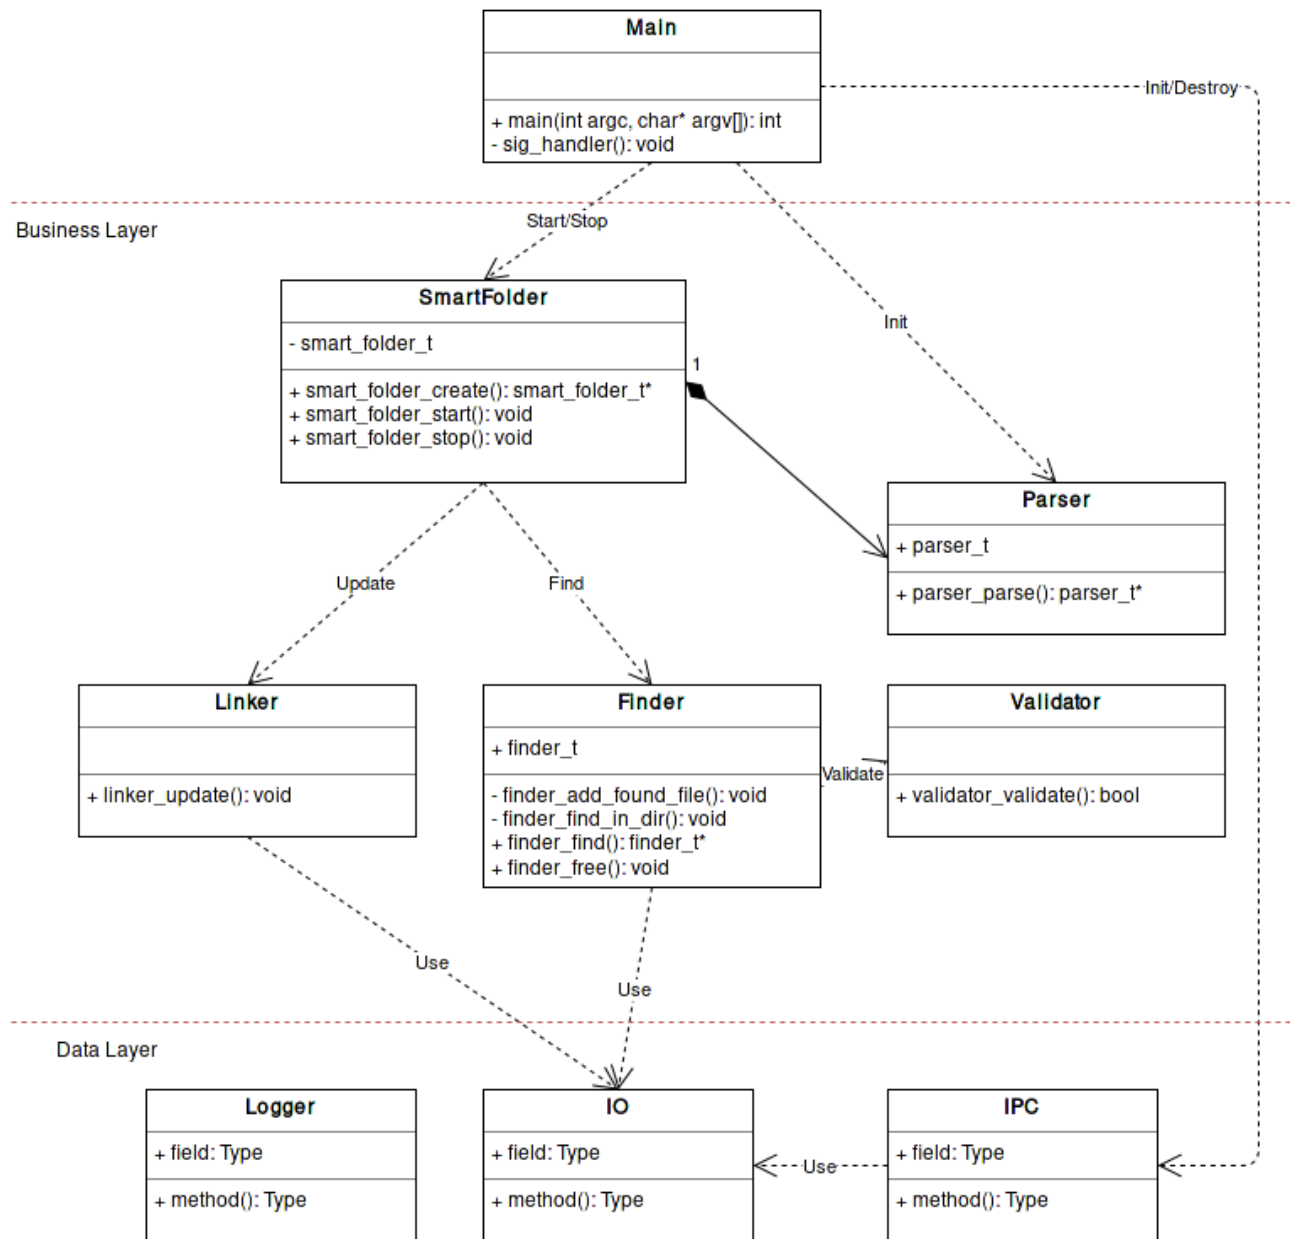 Main
+ main(int argc, char* argv[]): int
- sig_handler(): void
Init/Destroy
Business Layer
Start/Stop
SmartFolder
- smart_folder_t
+ smart_folder_create(): smart_folder_t*
+ smart_folder_start(): void
+ smart_folder_stop(): void
1
Init
Parser
+ parser_t
+ parser_parse(): parser_t*
Update
Find
Linker
+ linker_update(): void
Finder
+ finder_t
- finder_add_found_file(): void
- finder_find_in_dir(): void
+ finder_find(): finder_t*
+ finder_free(): void
Validate
Validator
+ validator_validate(): bool
Use
Use
Data Layer
Logger
+ field: Type
+ method(): Type
IO
+ field: Type
+ method(): Type
Use
IPC
+ field: Type
+ method(): Type